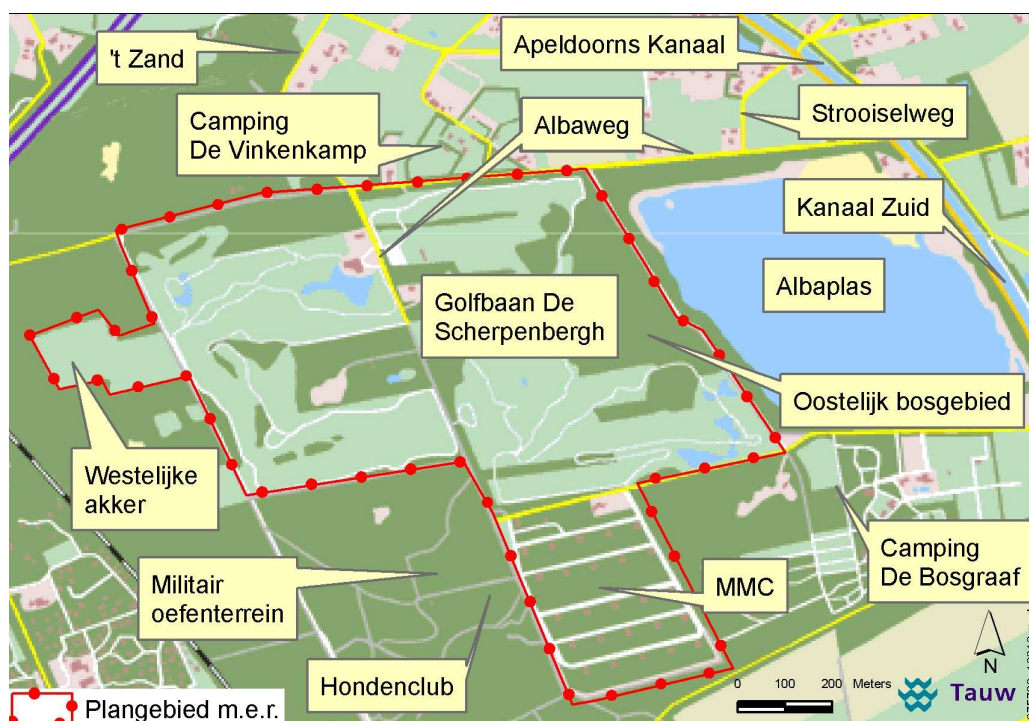 't Zand
Apeldoorns Kanaal
Camping
De Vinkenkamp
Albaweg
Strooiselweg
Kanaal Zuid
Golfbaan De
Scherpenbergh
Albaplas
Oostelijk bosgebied
Westelijke
akker
Camping
De Bosgraaf
Militair
oefenterrein
MMC
Hondenclub
N
0 100 200 Meters
Tauw
Plangebied m.e.r.